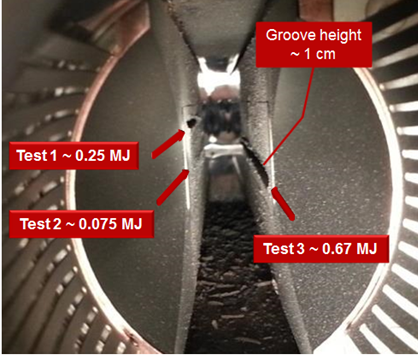 Groove height
~ 1 cm
Test 1 ~ 0.25 MJ
Test 2 ~ 0.075 MJ
Test 3 ~ 0.67 MJ